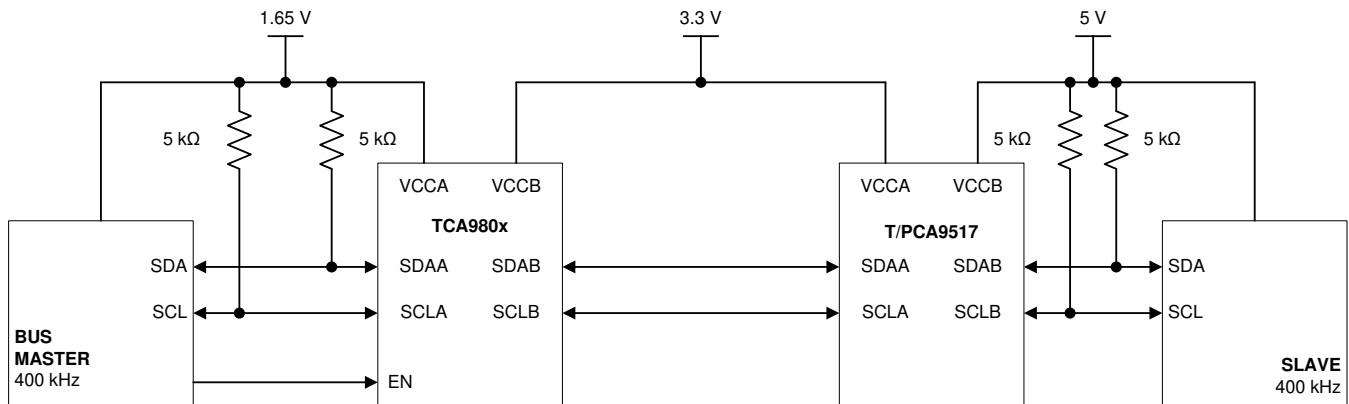 1.65 V
3.3 V
5 V
5 kΩ
5 kΩ
5 kΩ
5 kΩ
VCCA VCCB
VCCA VCCB
TCA980x
T/PCA9517
SDA
SDAA SDAB
SDAA SDAB
SDA
SCL
SCLA SCLB
SCLA SCLB
SCL
BUS
MASTER
400 kHz
EN
SLAVE
400 kHz